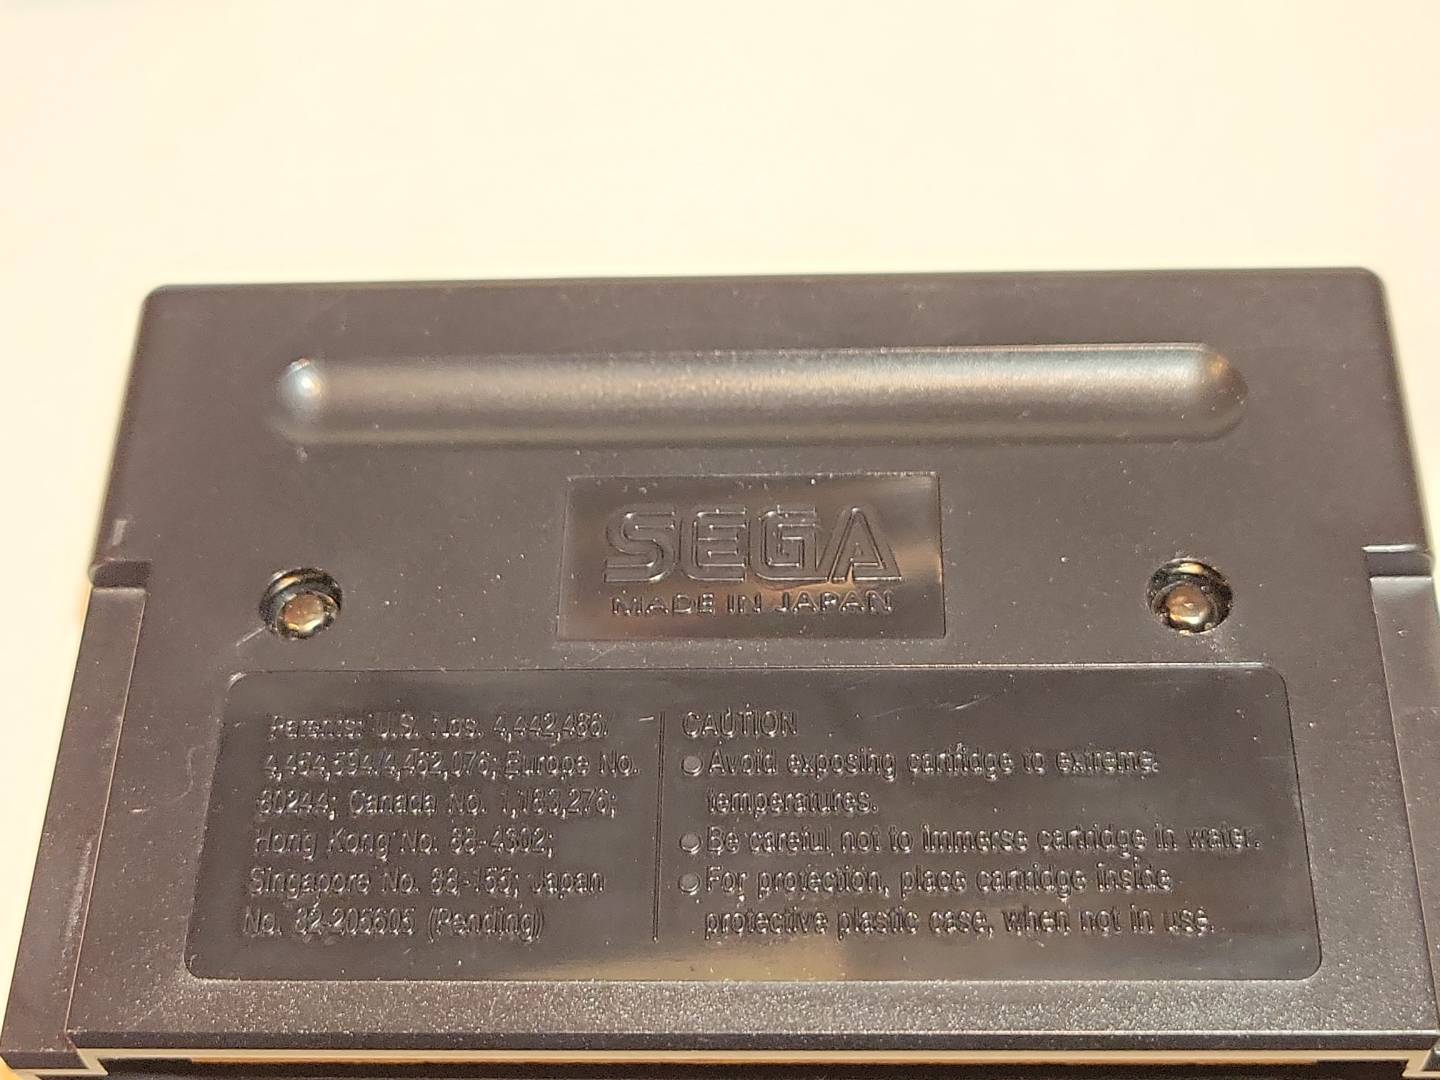 SEGA
MADE IN JAPAN
Patents: U.S. Nos. 4,442,486/
4,454,594/4,462,076; Europe No.
80244; Canada No. 1,183,276;
Hong Kong No. 88-4302;
Singapore No. 88-155; Japan
No. 82-205605 (Pending)
CAUTION
● Avoid exposing cartridge to extreme
temperatures.
● Be careful not to immerse cartridge in water.
● For protection, place cartridge inside
protective plastic case, when not in use.